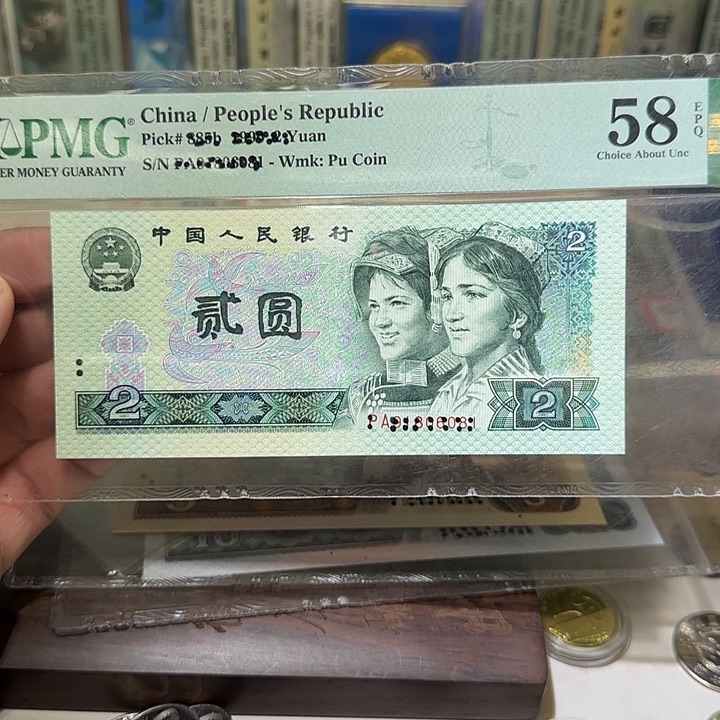 PMG®
China / People's Republic
58
EPQ
Pick# Yuan
Choice About Unc
S/N - Wmk: Pu Coin
ER MONEY GUARANTY
中国人民银行
2
贰圆
2
2
10